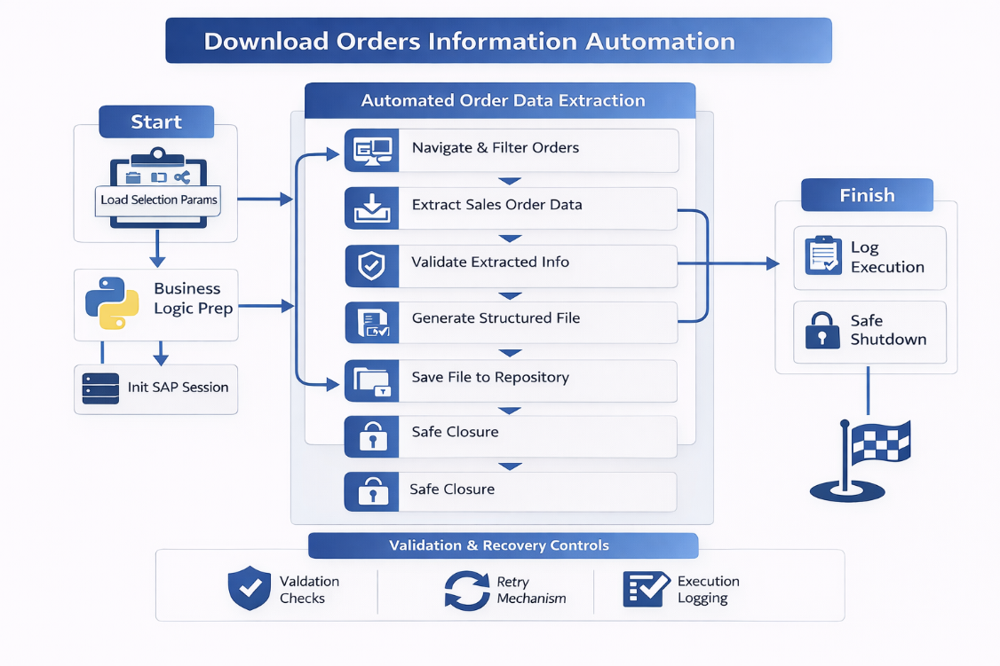 Download Orders Information Automation
Start
Load Selection Params
Business
Logic Prep
Init SAP Session
Automated Order Data Extraction
Navigate & Filter Orders
Extract Sales Order Data
Validate Extracted Info
Generate Structured File
Save File to Repository
Safe Closure
Safe Closure
Finish
Log
Execution
Safe
Shutdown
Validation & Recovery Controls
Valdation
Checks
Retry
Mechanism
Execution
Logging